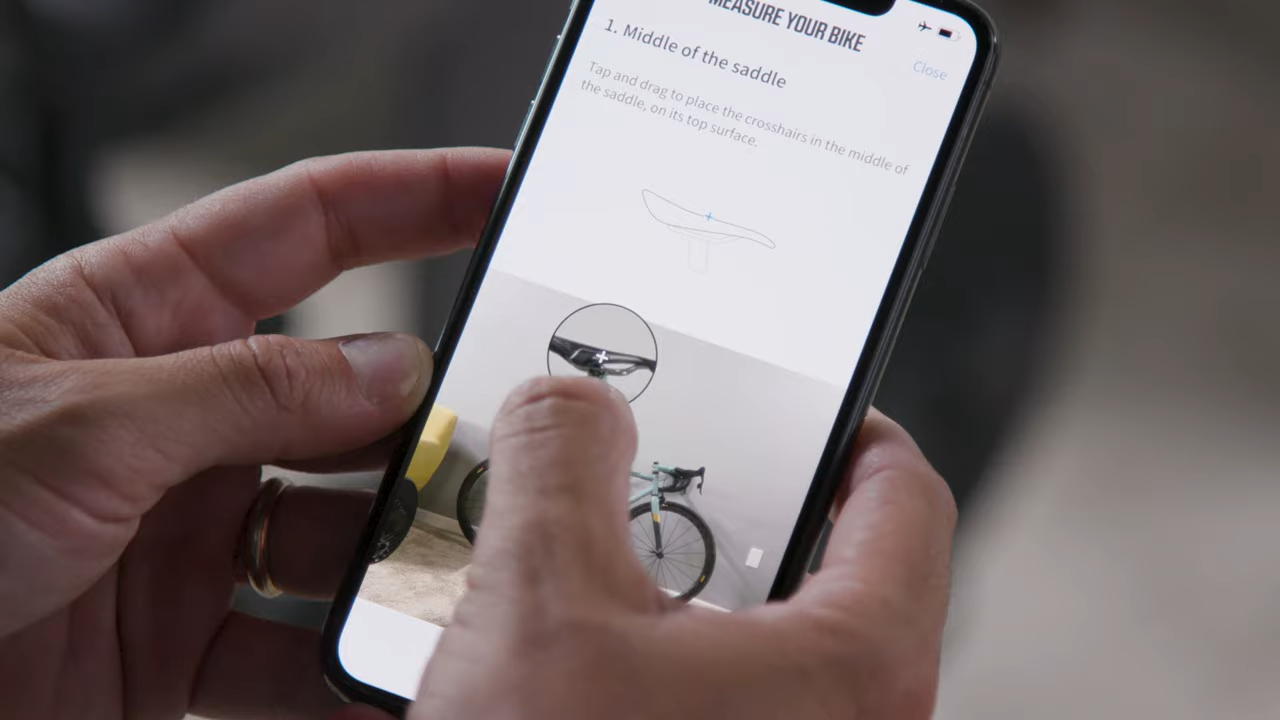 MEASURE YOUR BIKE
1. Middle of the saddle
Close
Tap and drag to place the crosshairs in the middle of
the saddle, on its top surface.